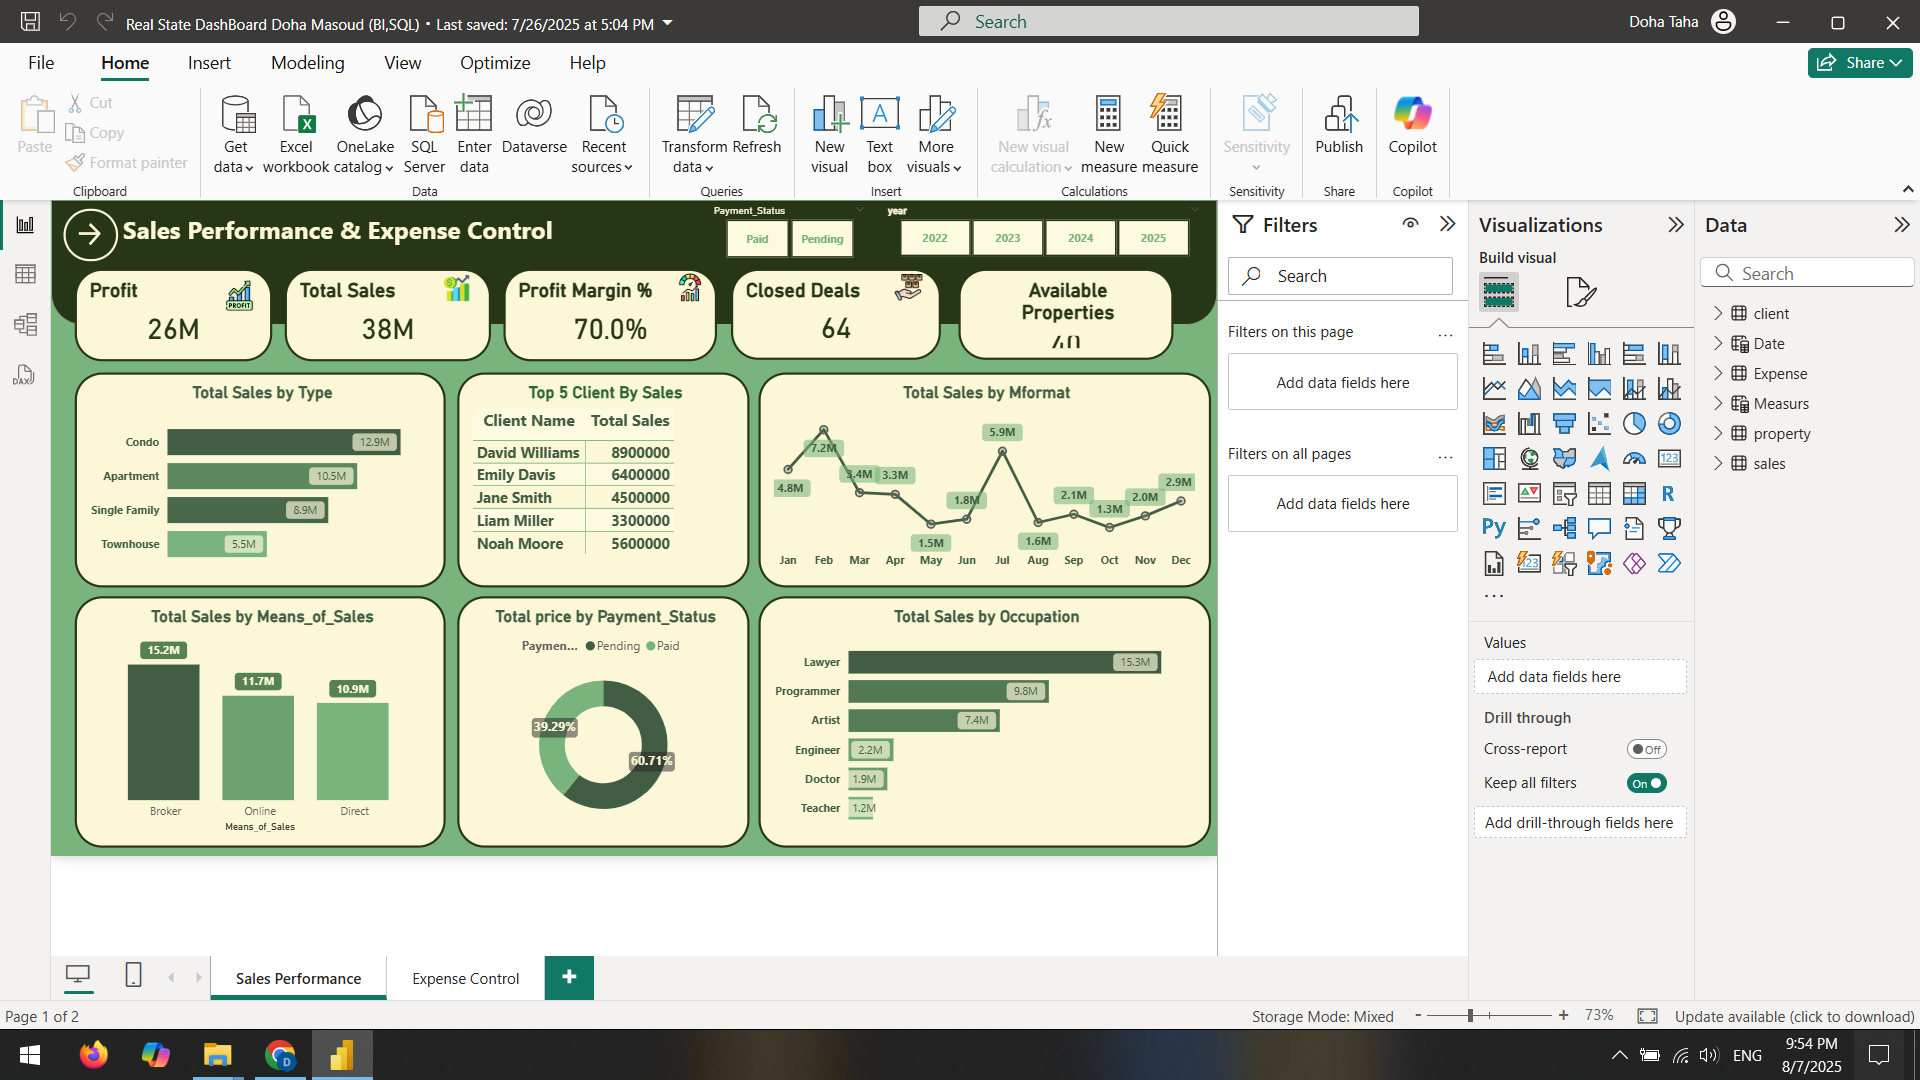 Real State DashBoard Doha Masoud (BI,SQL) • Last saved: 7/26/2025 at 5:04 PM
Search
Doha Taha
File
Home
Insert
Modeling
View
Optimize
Help
Share
Paste
Cut
Copy
Format painter
Clipboard
Get data
Excel workbook
OneLake catalog
SQL Server
Enter data
Dataverse
Recent sources
Data
Transform data
Refresh
Queries
New visual
Text box
More visuals
Insert
New visual calculation
New measure
Quick measure
Calculations
Sensitivity
Sensitivity
Publish
Share
Copilot
Copilot
Sales Performance & Expense Control
Payment_Status
Paid
Pending
year
2022
2023
2024
2025
Profit
PROFIT
26M
Total Sales
38M
Profit Margin %
70.0%
Closed Deals
64
Available
Properties
Total Sales by Type
Condo
12.9M
Apartment
10.5M
Single Family
8.9M
Townhouse
5.5M
Top 5 Client By Sales
Client Name Total Sales
David Williams 8900000
Emily Davis 6400000
Jane Smith 4500000
Liam Miller 3300000
Noah Moore 5600000
Total Sales by Mformat
4.8M
7.2M
3.4M
3.3M
1.5M
1.8M
5.9M
1.6M
2.1M
1.3M
2.0M
2.9M
Jan Feb Mar Apr May Jun Jul Aug Sep Oct Nov Dec
Total Sales by Means_of_Sales
15.2M
11.7M
10.9M
Broker Online Direct
Means_of_Sales
Total price by Payment_Status
Paymen... Pending Paid
39.29%
60.71%
Total Sales by Occupation
Lawyer
15.3M
Programmer
9.8M
Artist
7.4M
Engineer
2.2M
Doctor
1.9M
Teacher
1.2M
Filters
Search
Filters on this page
...
Add data fields here
Filters on all pages
...
Add data fields here
Visualizations
Build visual
123
R
Py
123
...
Values
Add data fields here
Drill through
Cross-report
Off
Keep all filters
On
Add drill-through fields here
Data
Search
client
Date
Expense
Measurs
property
sales
DAX
Sales Performance
Expense Control
+
Page 1 of 2
Storage Mode: Mixed
-
+
73%
Update available (click to download)
D
ENG
9:54 PM
8/7/2025